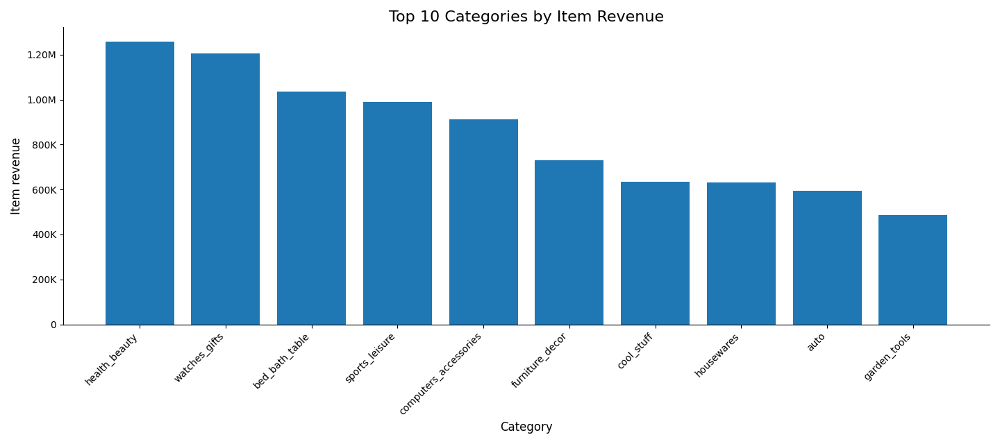 Top 10 Categories by Item Revenue
Item revenue
1.20M
1.00M
800K
600K
400K
200K
0
health_beauty
watches_gifts
bed_bath_table
sports_leisure
computers_accessories
furniture_decor
cool_stuff
housewares
auto
garden_tools
Category